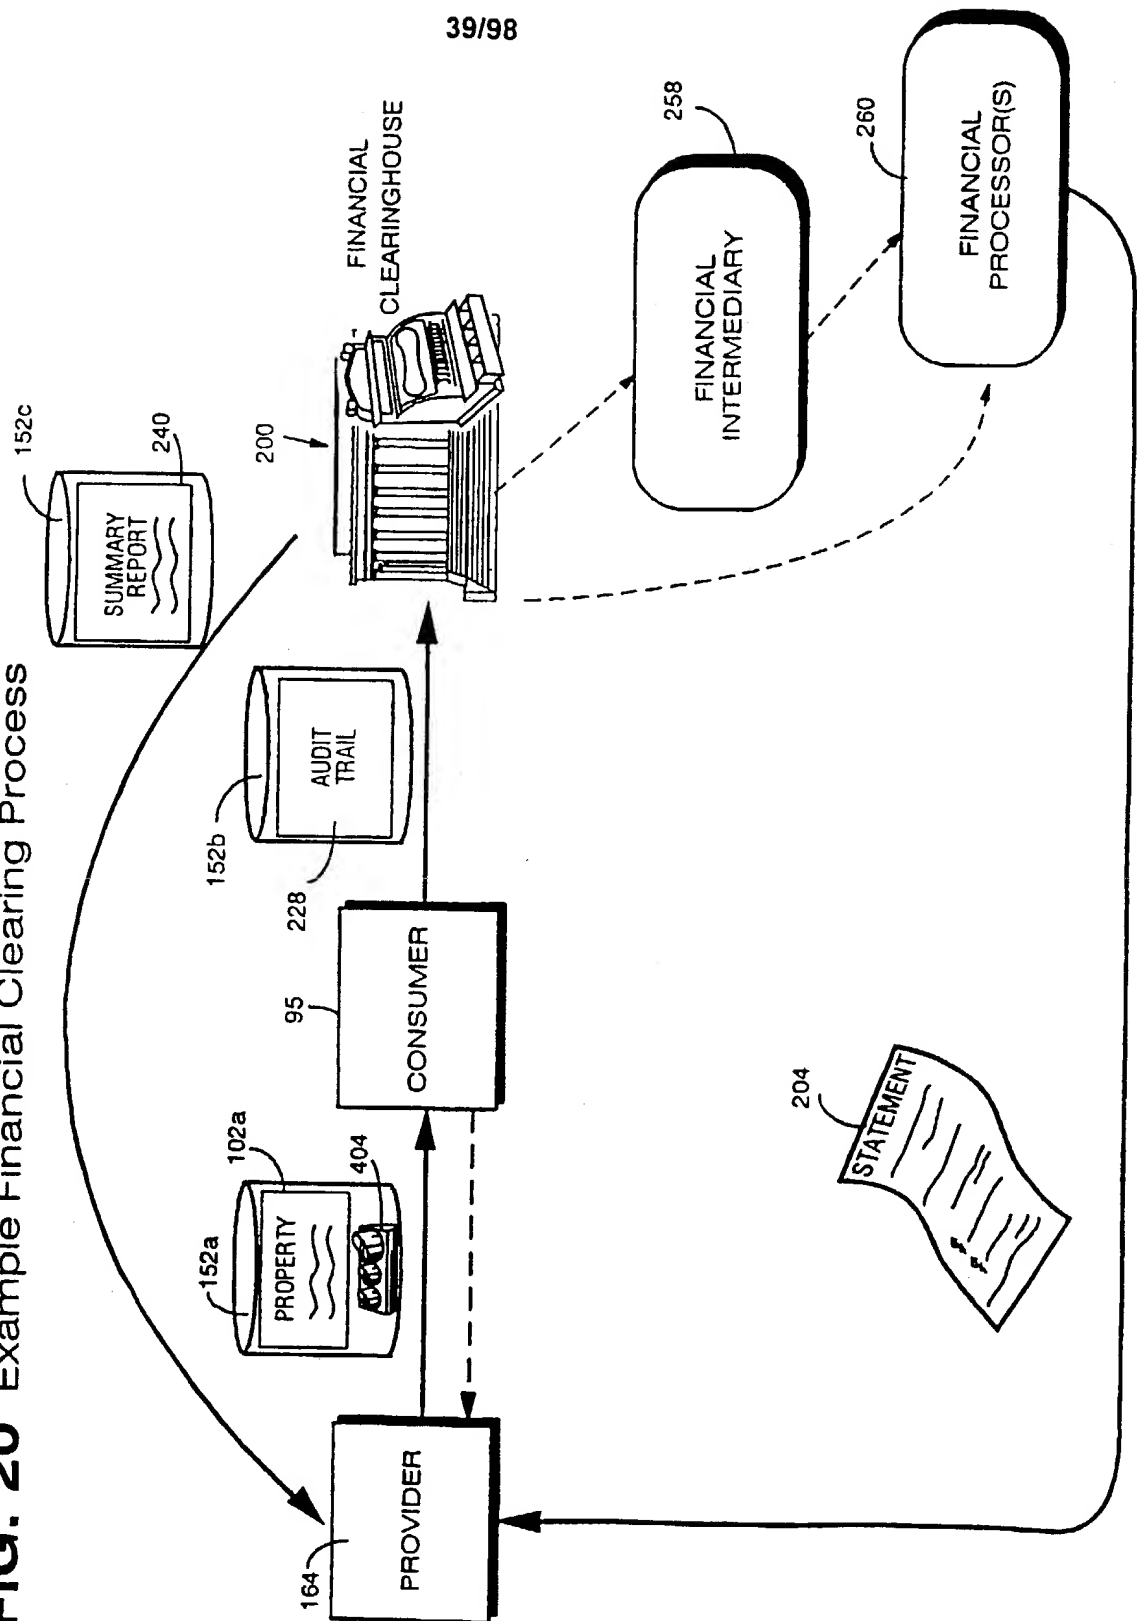 39/98
FIG. 20 Example Financial Clearing Process
152c
SUMMARY
REPORT
240
200
FINANCIAL
CLEARINGHOUSE
152b
AUDIT
TRAIL
228
152a
PROPERTY
102a
404
164
PROVIDER
95
CONSUMER
258
FINANCIAL
INTERMEDIARY
260
FINANCIAL
PROCESSOR(S)
204
STATEMENT